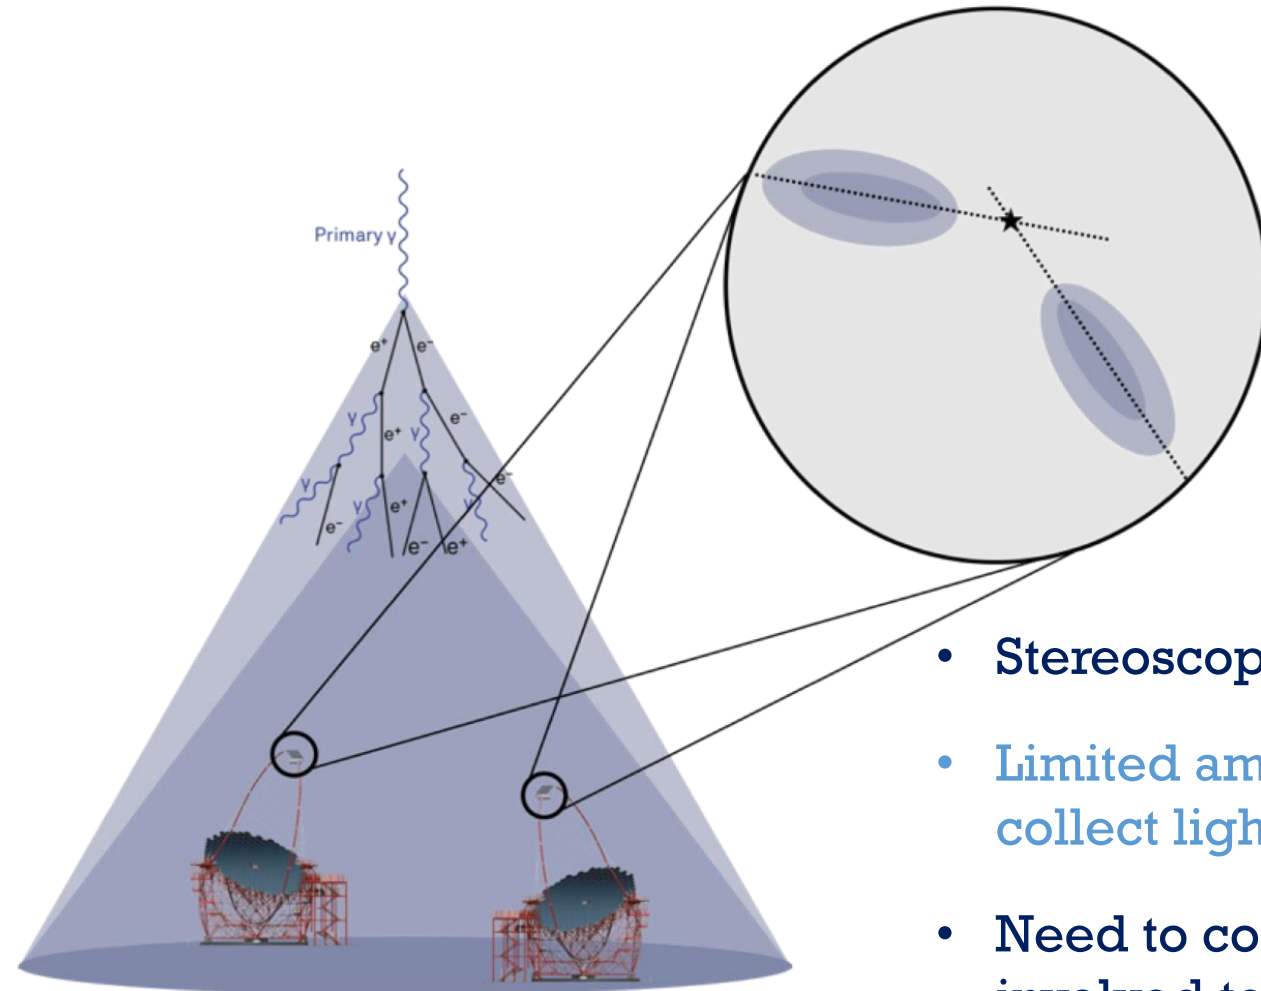 Primary γ
e⁺ e⁻
γ e⁺ γ e⁻
γ γ e⁺ γ e⁻
e⁻ e⁻ e⁺
• Stereoscop
• Limited am
collect ligh
• Need to co